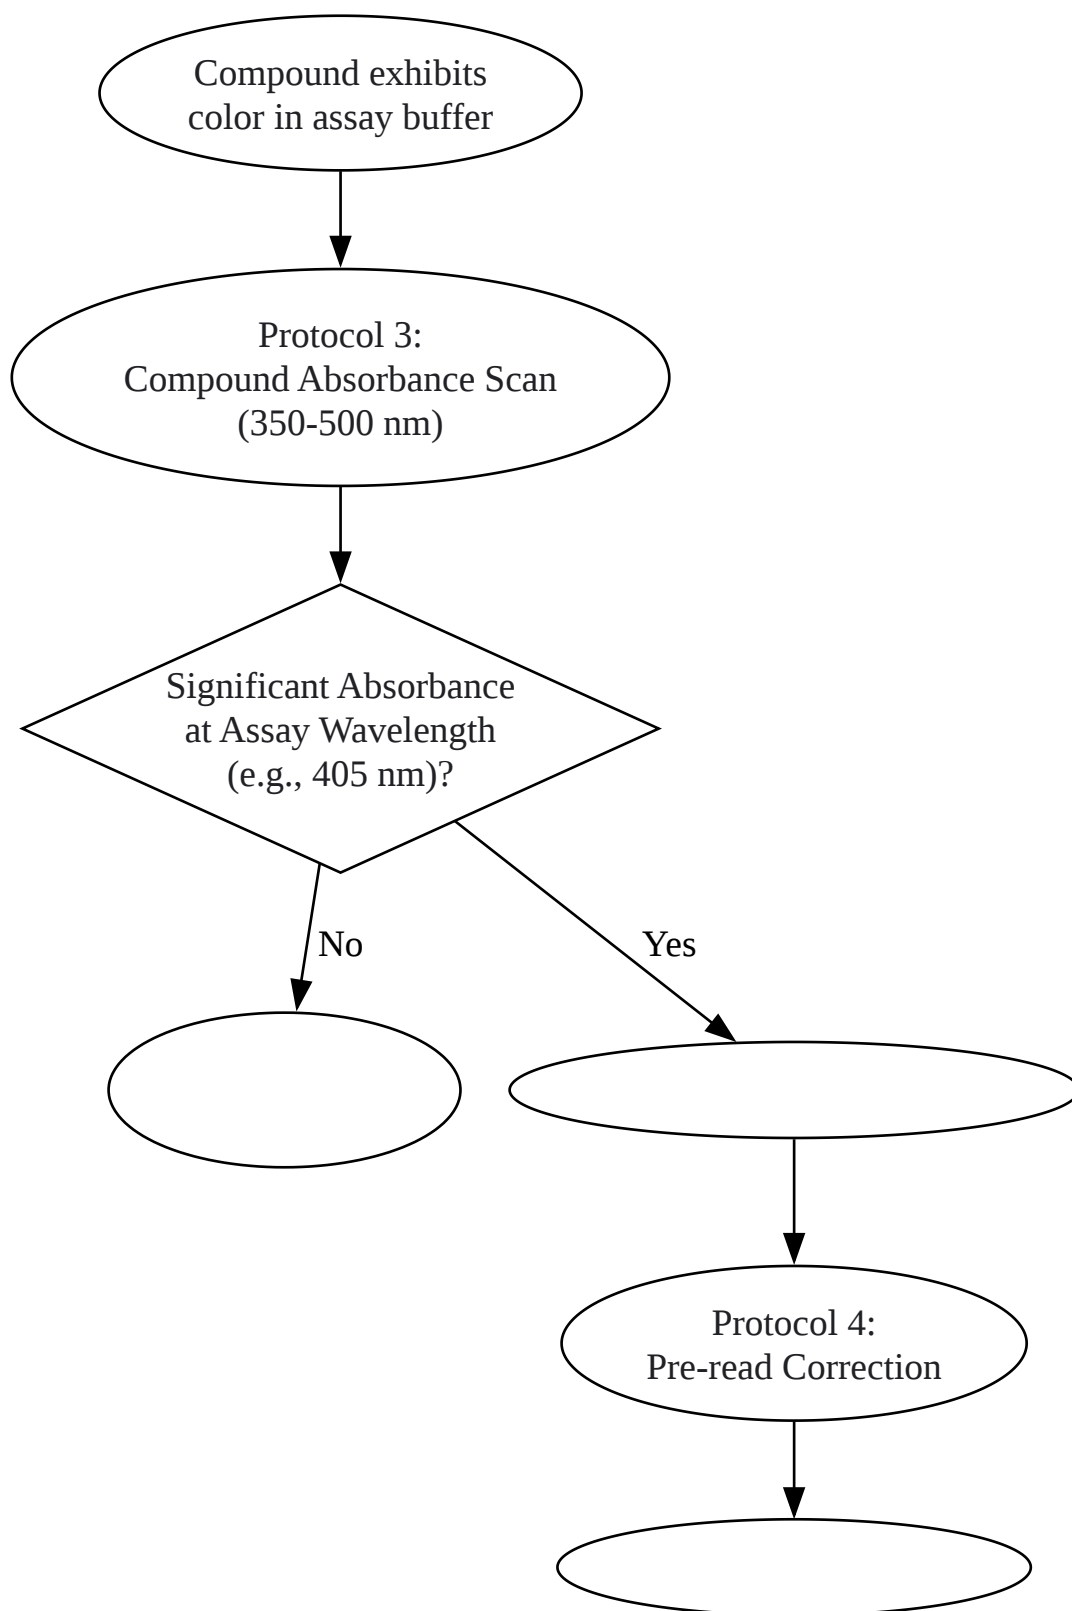 Compound exhibits
color in assay buffer
Protocol 3:
Compound Absorbance Scan
(350-500 nm)
Significant Absorbance
at Assay Wavelength
(e.g., 405 nm)?
No
Yes
Protocol 4:
Pre-read Correction